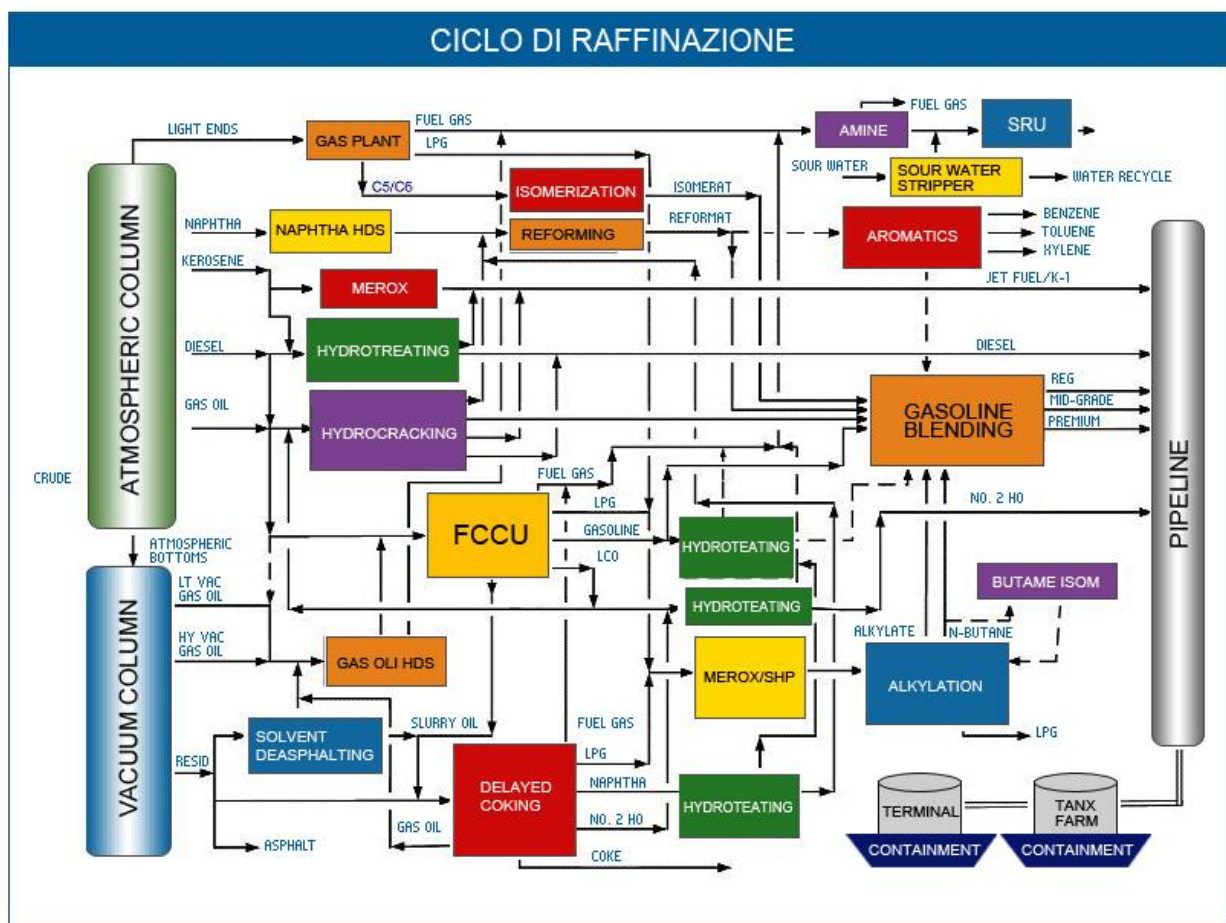 CICLO DI RAFFINAZIONE
LIGHT ENDS
GAS PLANT
FUEL GAS
LPG
AMINE
FUEL GAS
SRU
SOUR WATER
SOUR WATER
STRIPPER
WATER RECYCLE
C5/C6
ISOMERIZATION
ISOMERAT
NAPHTHA
NAPHTHA HDS
REFORMING
REFORMAT
AROMATICS
BENZENE
TOLUENE
XYLENE
KEROSENE
MEROX
JET FUEL/K-1
ATMOSPHERIC COLUMN
DIESEL
HYDROTREATING
DIESEL
GAS OIL
HYDROCRACKING
GASOLINE
BLENDING
REG
MID-GRADE
PREMIUM
CRUDE
FCCU
FUEL GAS
LPG
GASOLINE
LCO
HYDROTEATING
NO. 2 HO
PIPELINE
ATMOSPHERIC
BOTTOMS
LT VAC
GAS OIL
HYDROTEATING
BUTAME ISOM
HY VAC
GAS OIL
GAS OLI HDS
MEROX/SHP
ALKYLATE
N-BUTANE
ALKYLATION
VACUUM COLUMN
SOLVENT
DEASPHALTING
SLURRY OIL
FUEL GAS
LPG
LPG
RESID
DELAYED
COKING
NAPHTHA
HYDROTEATING
NO. 2 HO
GAS OIL
ASPHALT
COKE
TERMINAL
CONTAINMENT
TANX
FARM
CONTAINMENT